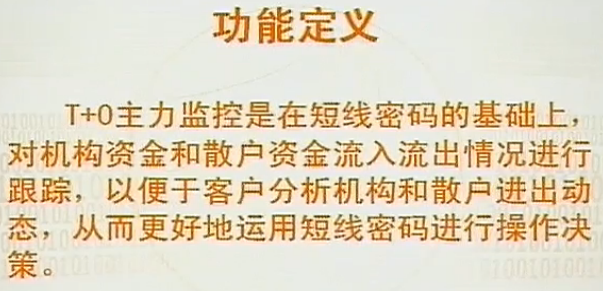 功能定义
T+0主力监控是在短线密码的基础上，
对机构资金和散户资金流入流出情况进行
跟踪，以便于客户分析机构和散户进出动
态，从而更好地运用短线密码进行操作决
策。